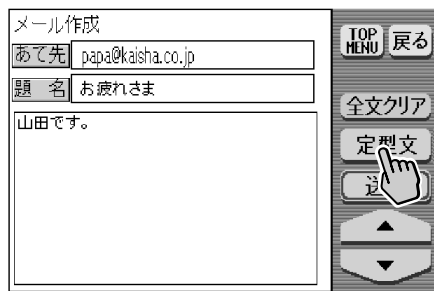 メール作成
TOP MENU 戻る
あて先 papa@kaisha.co.jp
題 名 お疲れさま
全文クリア
山田です。
定型文
送